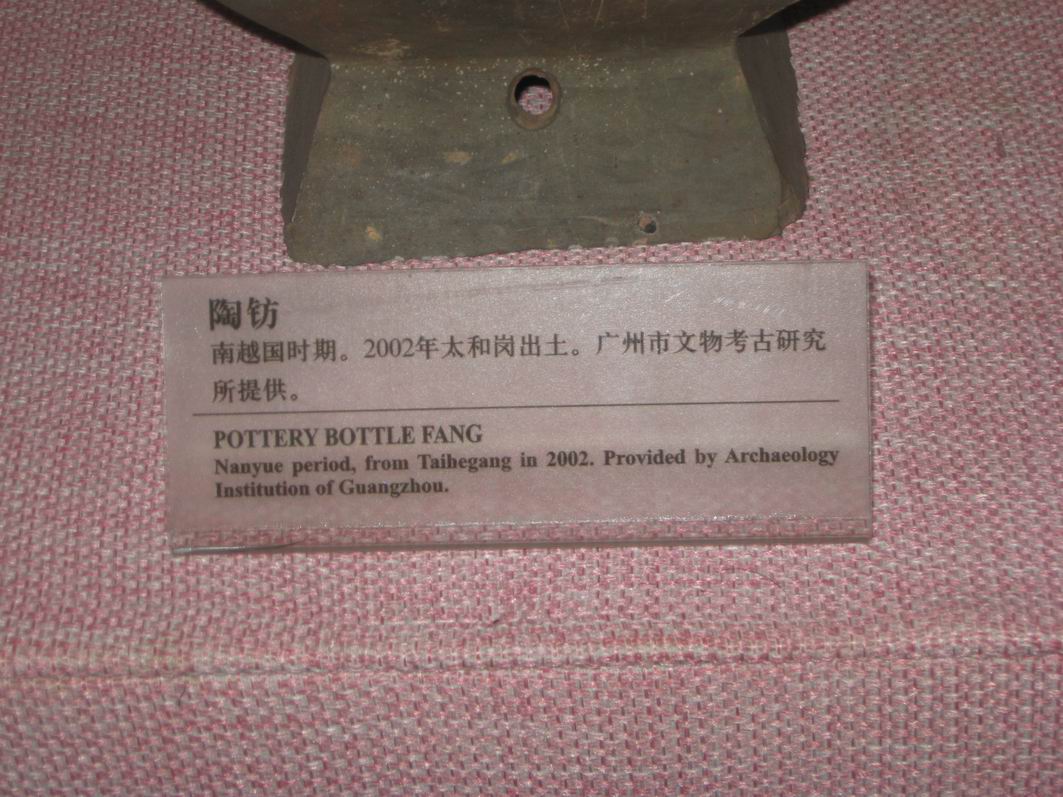 陶钫
南越国时期。2002年太和岗出土。广州市文物考古研究
所提供。
POTTERY BOTTLE FANG
Nanyue period, from Taihegang in 2002. Provided by Archaeology
Institution of Guangzhou.